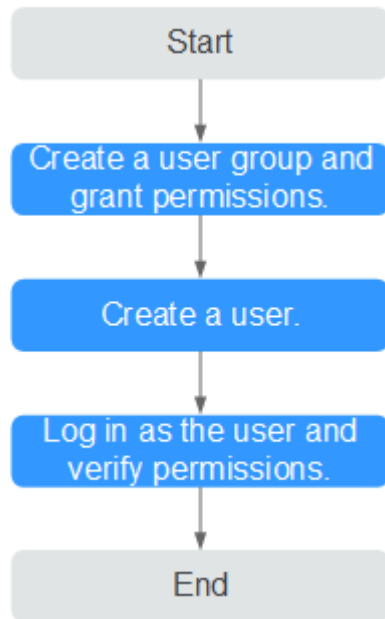 Start
Create a user group and
grant permissions.
Create a user.
Log in as the user and
verify permissions.
End